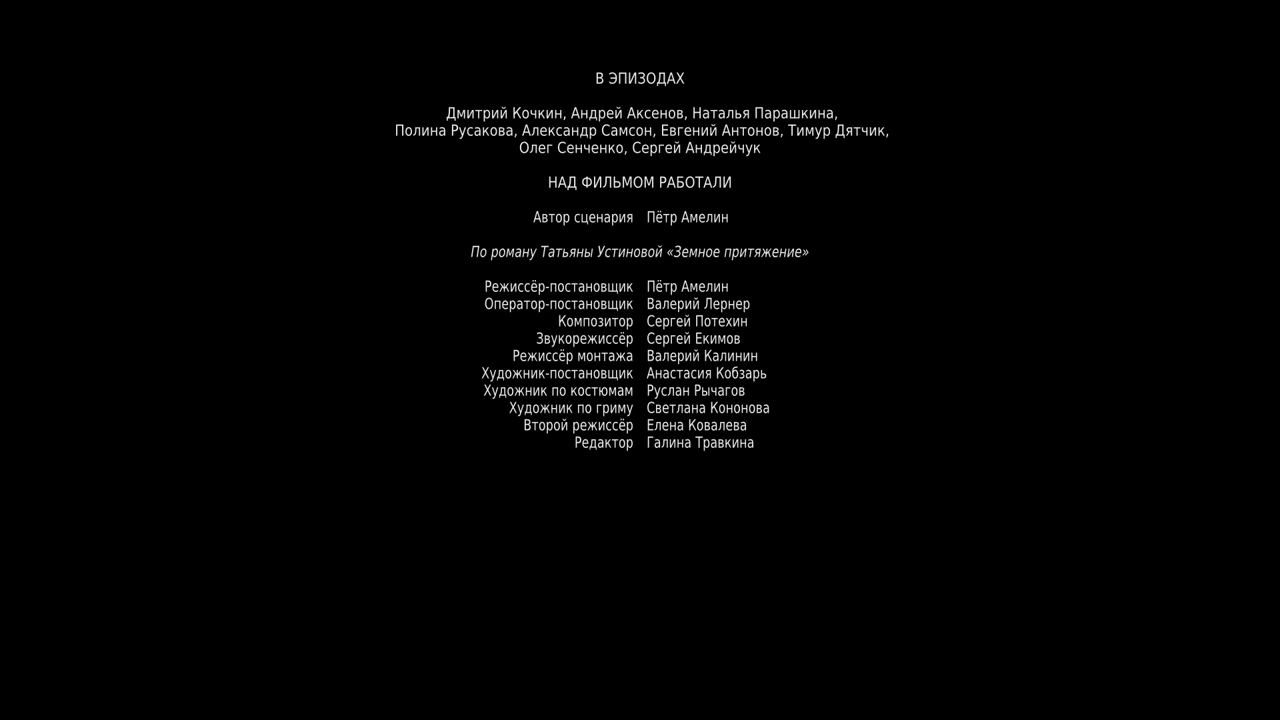 В ЭПИЗОДАХ
Дмитрий Кочкин, Андрей Аксенов, Наталья Парашкина,
Полина Русакова, Александр Самсон, Евгений Антонов, Тимур Дятчик,
Олег Сенченко, Сергей Андрейчук
НАД ФИЛЬМОМ РАБОТАЛИ
Автор сценария Пётр Амелин
По роману Татьяны Устиновой «Земное притяжение»
Режиссёр-постановщик Пётр Амелин
Оператор-постановщик Валерий Лернер
Композитор Сергей Потехин
Звукорежиссёр Сергей Екимов
Режиссёр монтажа Валерий Калинин
Художник-постановщик Анастасия Кобзарь
Художник по костюмам Руслан Рычагов
Художник по гриму Светлана Кононова
Второй режиссёр Елена Ковалева
Редактор Галина Травкина